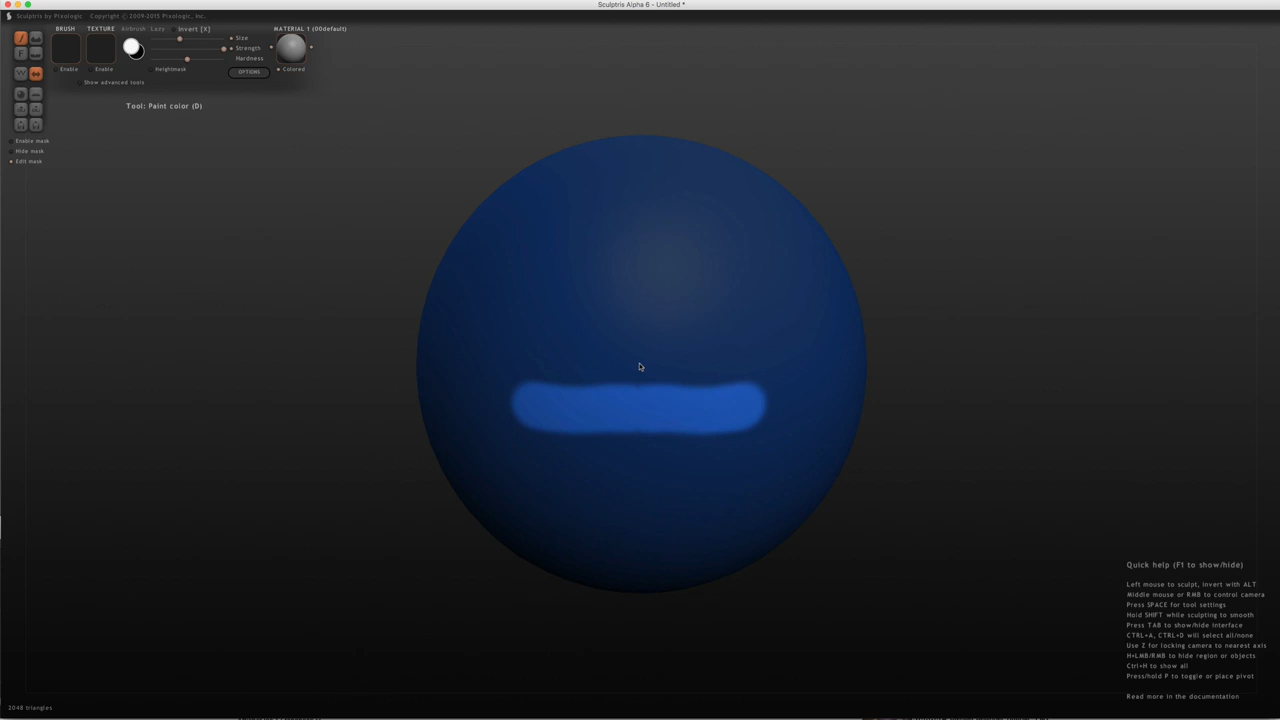 Sculptris Alpha 6 - Untitled *
Sculptris by Pixologic Copyright © 2009-2015 Pixologic, Inc.
BRUSH TEXTURE Airbrush Lazy Invert [X] MATERIAL 1 (00default)
Size
Strength
Hardness
Enable Enable Heightmask OPTIONS Colored
Show advanced tools
Tool: Paint color (D)
Enable mask
Hide mask
Edit mask
Quick help (F1 to show/hide)
Left mouse to sculpt, invert with ALT
Middle mouse or RMB to control camera
Press SPACE for tool settings
Hold SHIFT while sculpting to smooth
Press TAB to show/hide interface
CTRL+A, CTRL+D will select all/none
Use Z for locking camera to nearest axis
H+LMB/RMB to hide region or objects
Ctrl+H to show all
Press/hold P to toggle or place pivot
Read more in the documentation
2048 triangles